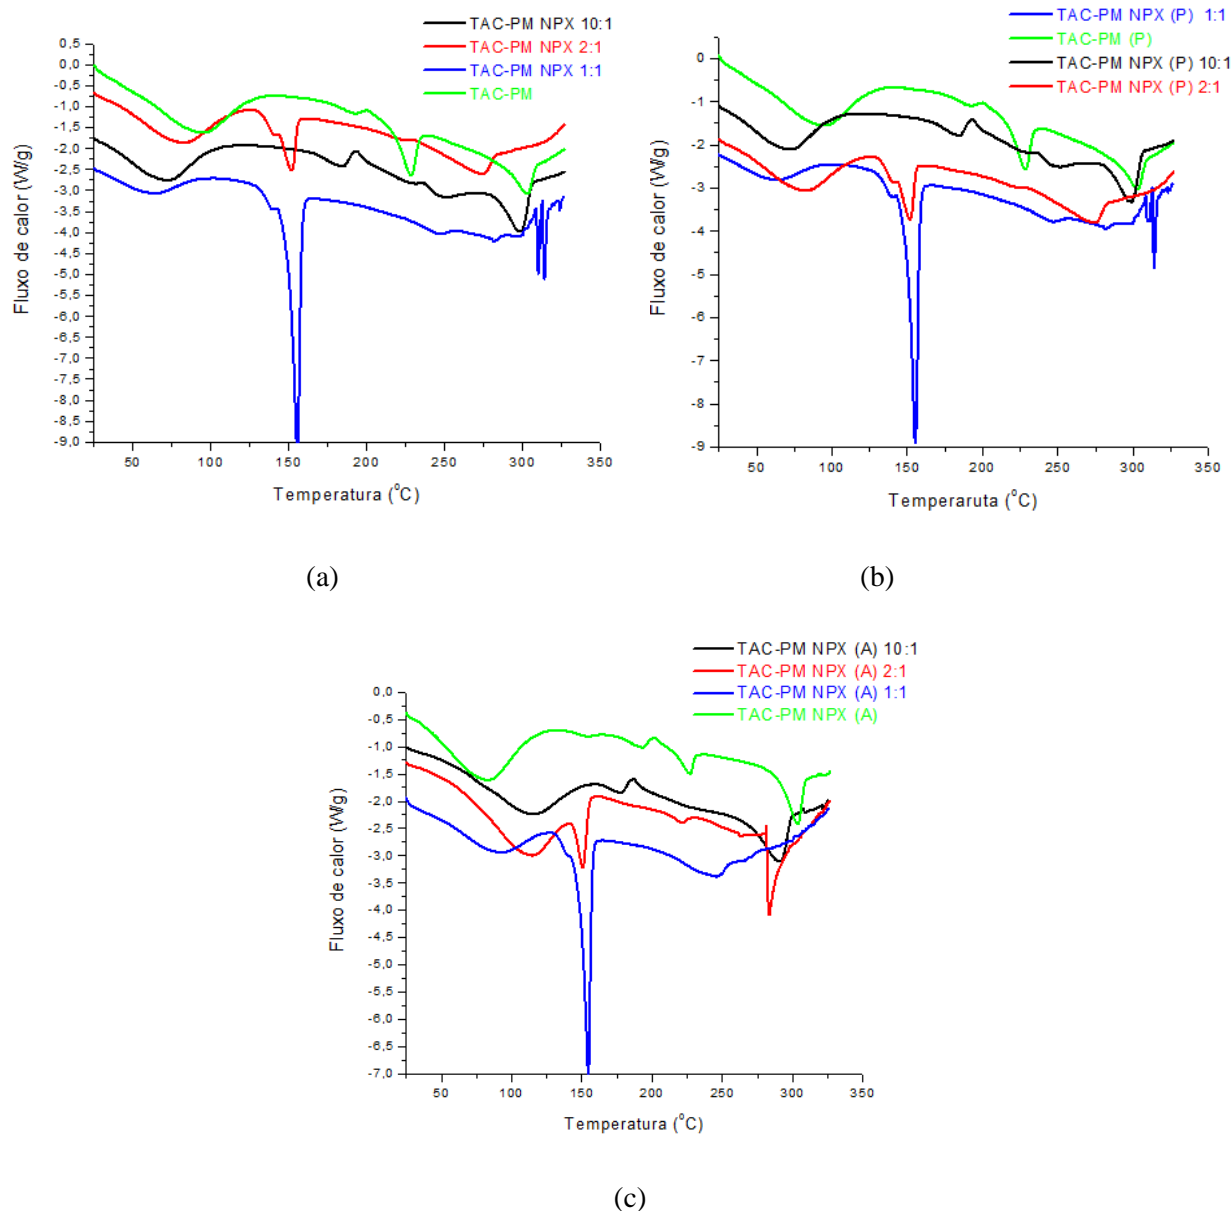 TAC-PM NPX 10:1
TAC-PM NPX 2:1
TAC-PM NPX 1:1
TAC-PM
0,5
0,0
-0,5
-1,0
-1,5
-2,0
-2,5
-3,0
-3,5
-4,0
-4,5
-5,0
-5,5
-6,0
-6,5
-7,0
-7,5
-8,0
-8,5
-9,0
Fluxo de calor (W/g)
50 100 150 200 250 300 350
Temperatura (°C)
(a)
TAC-PM NPX (P) 1:1
TAC-PM (P)
TAC-PM NPX (P) 10:1
TAC-PM NPX (P) 2:1
0
-1
-2
-3
-4
-5
-6
-7
-8
-9
Fluxo de calor (W/g)
50 100 150 200 250 300 350
Temperaruta (°C)
(b)
TAC-PM NPX (A) 10:1
TAC-PM NPX (A) 2:1
TAC-PM NPX (A) 1:1
TAC-PM NPX (A)
0,0
-0,5
-1,0
-1,5
-2,0
-2,5
-3,0
-3,5
-4,0
-4,5
-5,0
-5,5
-6,0
-6,5
-7,0
Fluxo de calor (W/g)
50 100 150 200 250 300 350
Temperatura (°C)
(c)